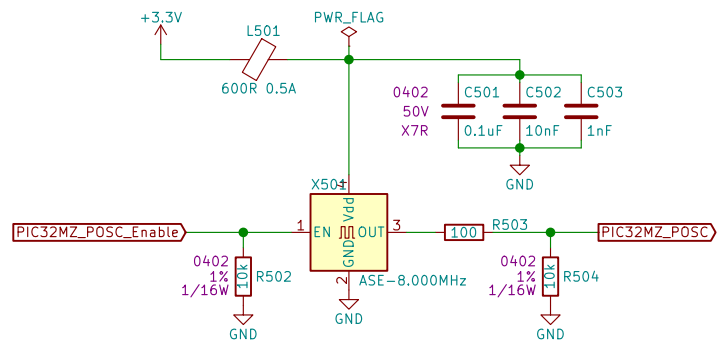 +3.3V
PWR_FLAG
L501
600R 0.5A
0402
50V
X7R
C501
0.1uF
C502
10nF
C503
1nF
GND
X501
4
Vdd
PIC32MZ_POSC_Enable
1
EN
OUT
3
GND
2
100
R503
PIC32MZ_POSC
ASE-8.000MHz
0402
1%
1/16W
10k
R502
GND
GND
0402
1%
1/16W
10k
R504
GND